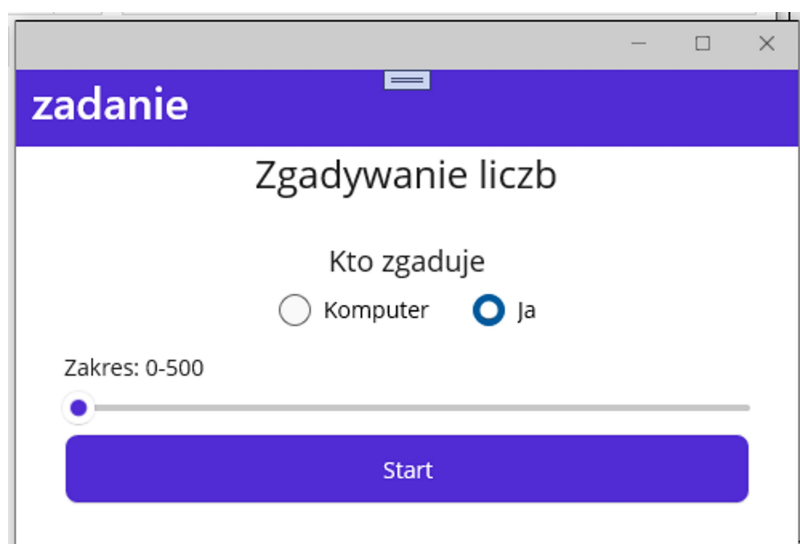 zadanie
Zgadywanie liczb
Kto zgaduje
Komputer Ja
Zakres: 0-500
Start